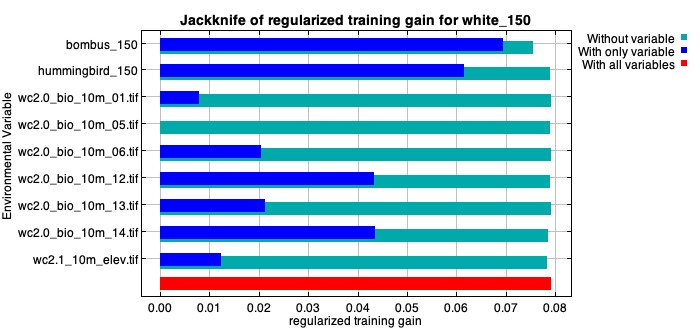 Jackknife of regularized training gain for white_150
Without variable
With only variable
With all variables
Environmental Variable
bombus_150
hummingbird_150
wc2.0_bio_10m_01.tif
wc2.0_bio_10m_05.tif
wc2.0_bio_10m_06.tif
wc2.0_bio_10m_12.tif
wc2.0_bio_10m_13.tif
wc2.0_bio_10m_14.tif
wc2.1_10m_elev.tif
0.00 0.01 0.02 0.03 0.04 0.05 0.06 0.07 0.08
regularized training gain